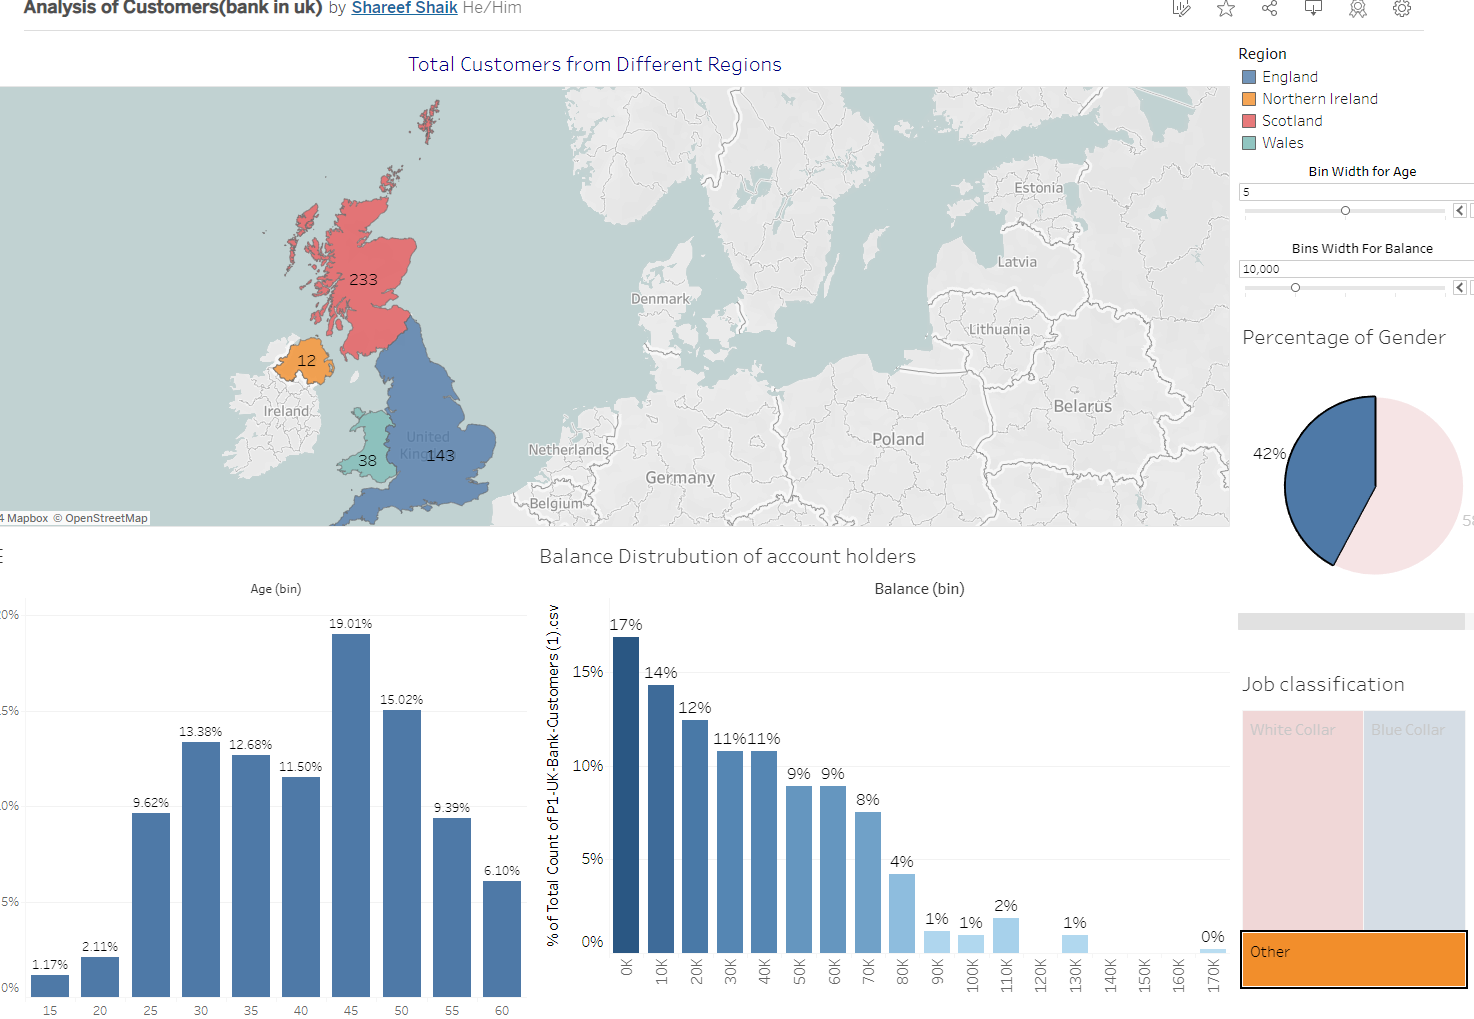 Analysis of Customers(bank in uk) by Shareef Shaik He/Him
Total Customers from Different Regions
Region
England
Northern Ireland
Scotland
Wales
Bin Width for Age
5
Bins Width For Balance
10,000
Percentage of Gender
42%
Estonia
Latvia
Denmark
Lithuania
Belarus
Poland
Germany
Netherlands
Belgium
Ireland
United
233
12
38
143
Mapbox © OpenStreetMap
Balance Distrubution of account holders
Age (bin)
19.01%
15.02%
13.38%
12.68%
11.50%
9.62%
9.39%
6.10%
2.11%
1.17%
0%
5%
0%
5%
0%
15 20 25 30 35 40 45 50 55 60
Balance (bin)
% of Total Count of P1-UK-Bank-Customers (1).csv
15%
10%
5%
0%
17%
14%
12%
11% 11%
9% 9%
8%
4%
1% 1% 2% 1% 0%
0K 10K 20K 30K 40K 50K 60K 70K 80K 90K 100K 110K 120K 130K 140K 150K 160K 170K
Job classification
White Collar
Blue Collar
Other